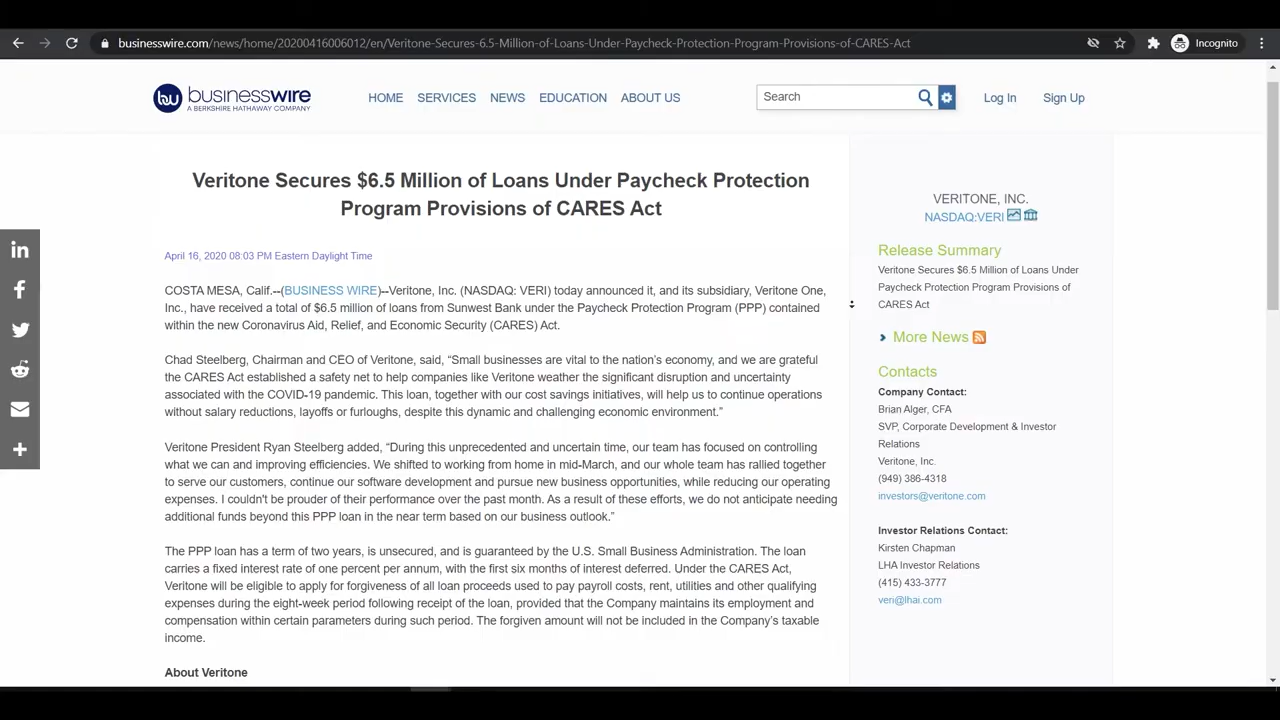 businesswire.com/news/home/20200416006012/en/Veritone-Secures-6.5-Million-of-Loans-Under-Paycheck-Protection-Program-Provisions-of-CARES-Act
Incognito
bw businesswire
A BERKSHIRE HATHAWAY COMPANY
HOME SERVICES NEWS EDUCATION ABOUT US
Search
Log In Sign Up
Veritone Secures $6.5 Million of Loans Under Paycheck Protection
Program Provisions of CARES Act
April 16, 2020 08:03 PM Eastern Daylight Time
COSTA MESA, Calif.--(BUSINESS WIRE)--Veritone, Inc. (NASDAQ: VERI) today announced it, and its subsidiary, Veritone One,
Inc., have received a total of $6.5 million of loans from Sunwest Bank under the Paycheck Protection Program (PPP) contained
within the new Coronavirus Aid, Relief, and Economic Security (CARES) Act.
Chad Steelberg, Chairman and CEO of Veritone, said, “Small businesses are vital to the nation’s economy, and we are grateful
the CARES Act established a safety net to help companies like Veritone weather the significant disruption and uncertainty
associated with the COVID-19 pandemic. This loan, together with our cost savings initiatives, will help us to continue operations
without salary reductions, layoffs or furloughs, despite this dynamic and challenging economic environment.”
Veritone President Ryan Steelberg added, “During this unprecedented and uncertain time, our team has focused on controlling
what we can and improving efficiencies. We shifted to working from home in mid-March, and our whole team has rallied together
to serve our customers, continue our software development and pursue new business opportunities, while reducing our operating
expenses. I couldn't be prouder of their performance over the past month. As a result of these efforts, we do not anticipate needing
additional funds beyond this PPP loan in the near term based on our business outlook.”
The PPP loan has a term of two years, is unsecured, and is guaranteed by the U.S. Small Business Administration. The loan
carries a fixed interest rate of one percent per annum, with the first six months of interest deferred. Under the CARES Act,
Veritone will be eligible to apply for forgiveness of all loan proceeds used to pay payroll costs, rent, utilities and other qualifying
expenses during the eight-week period following receipt of the loan, provided that the Company maintains its employment and
compensation within certain parameters during such period. The forgiven amount will not be included in the Company’s taxable
income.
About Veritone
VERITONE, INC.
NASDAQ:VERI
Release Summary
Veritone Secures $6.5 Million of Loans Under
Paycheck Protection Program Provisions of
CARES Act
More News
Contacts
Company Contact:
Brian Alger, CFA
SVP, Corporate Development & Investor
Relations
Veritone, Inc.
(949) 386-4318
investors@veritone.com
Investor Relations Contact:
Kirsten Chapman
LHA Investor Relations
(415) 433-3777
veri@lhai.com